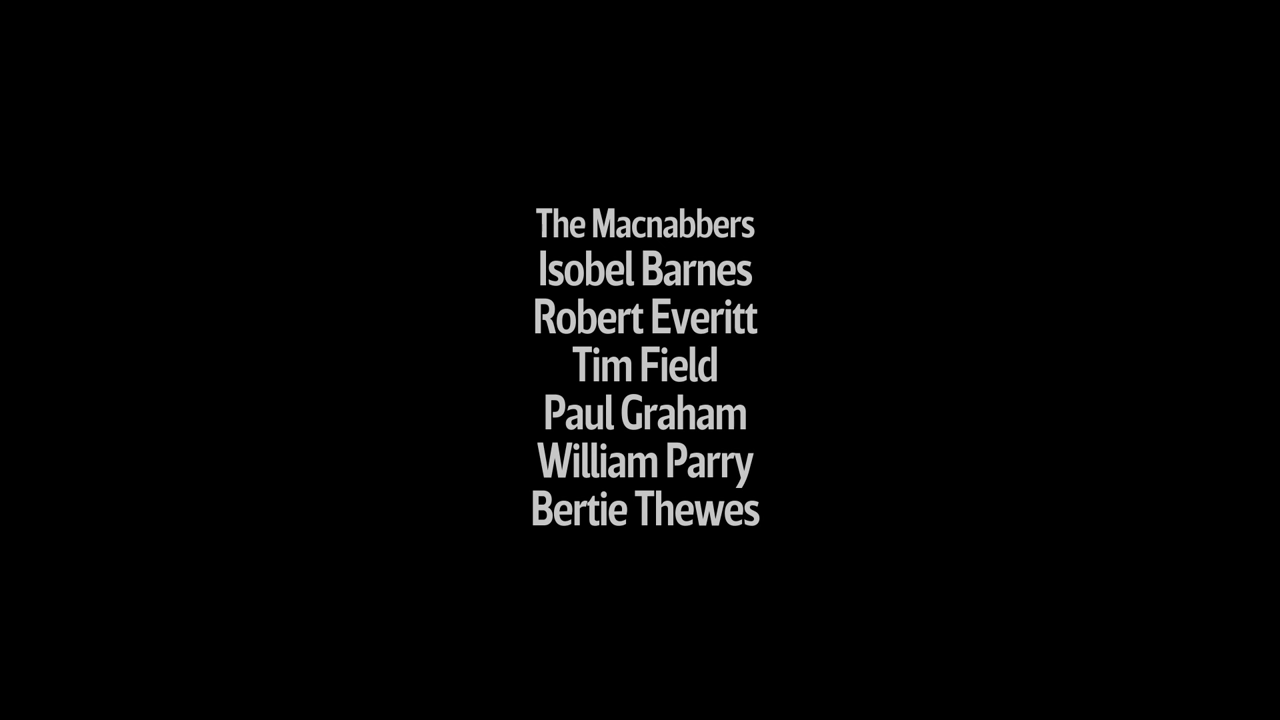 The Macnabbers
Isobel Barnes
Robert Everitt
Tim Field
Paul Graham
William Parry
Bertie Thewes